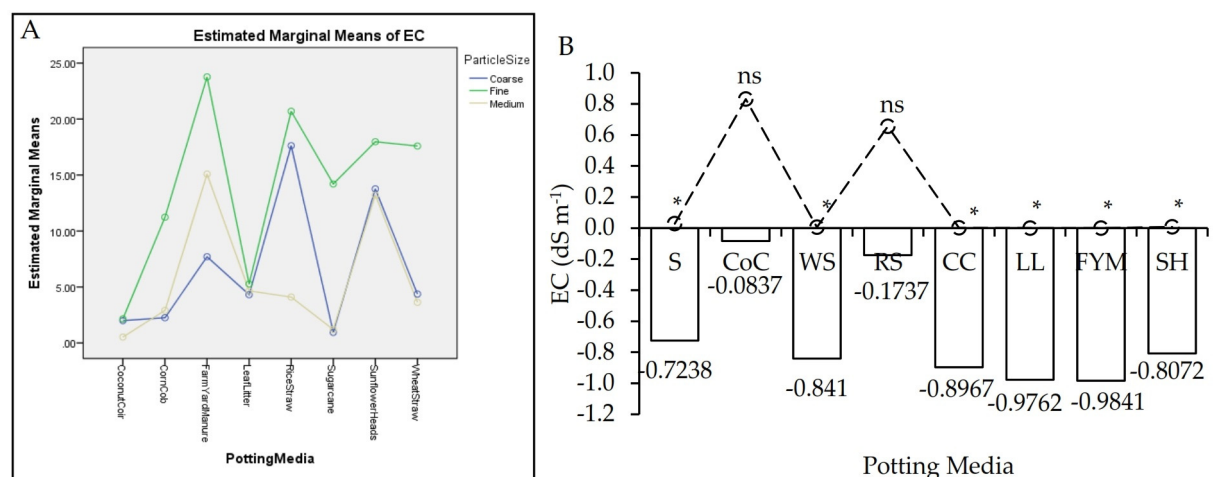 A
Estimated Marginal Means of EC
ParticleSize
Coarse
Fine
Medium
Estimated Marginal Means
25.00
20.00
15.00
10.00
5.00
.00
CoconutCoir
CornCob
FarmYardManure
LeafLitter
RiceStraw
Sugarcane
SunflowerHeads
WheatStraw
PottingMedia
B
EC (dS m-1)
1.0
0.8
0.6
0.4
0.2
0.0
-0.2
-0.4
-0.6
-0.8
-1.0
-1.2
* ns * ns * * * *
S CoC WS RS CC LL FYM SH
-0.7238
-0.0837
-0.841
-0.1737
-0.8967
-0.9762
-0.9841
-0.8072
Potting Media